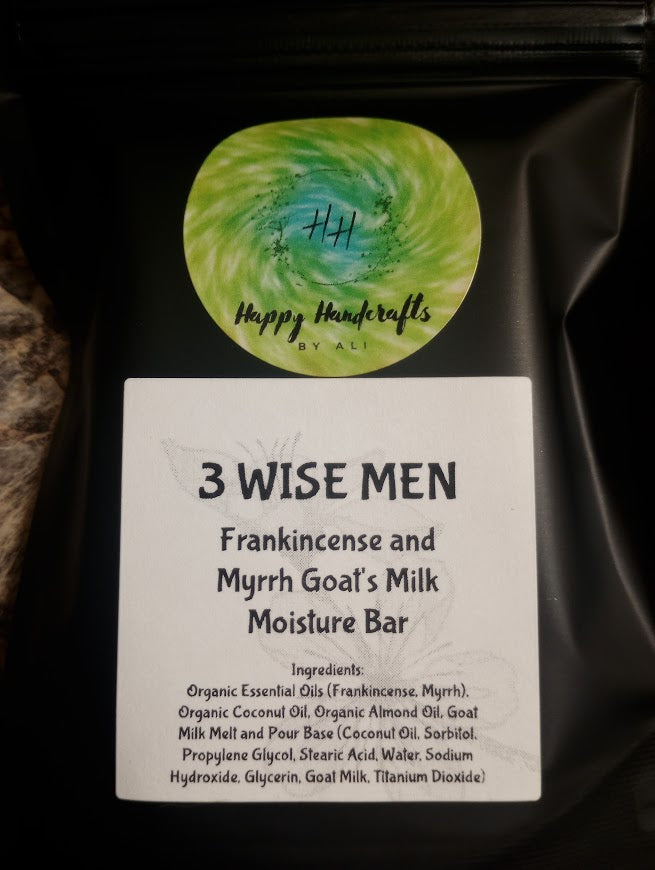 HH
Happy Handcrafts
BY ALI
3 WISE MEN
Frankincense and
Myrrh Goat's Milk
Moisture Bar
Ingredients:
Organic Essential Oils (Frankincense, Myrrh),
Organic Coconut Oil, Organic Almond Oil, Goat
Milk Melt and Pour Base (Coconut Oil, Sorbitol,
Propylene Glycol, Stearic Acid, Water, Sodium
Hydroxide, Glycerin, Goat Milk, Titanium Dioxide)